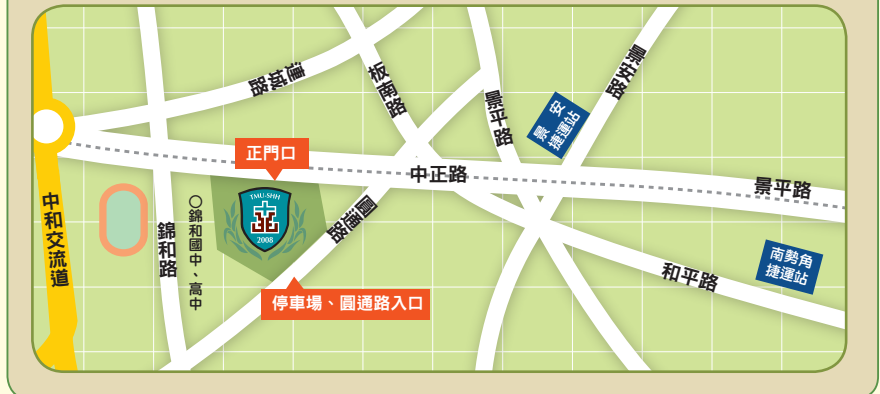 連城路
板南路
景平路
景安路
景安
捷運站
正門口
中正路
景平路
中和交流道
錦和路
〇錦和國中、高中
TMU-SHH
2008
圓通路
停車場、圓通路入口
和平路
南勢角
捷運站